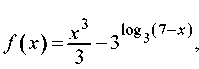 f(x) = x³/3 − 3^{log₃(7−x)},